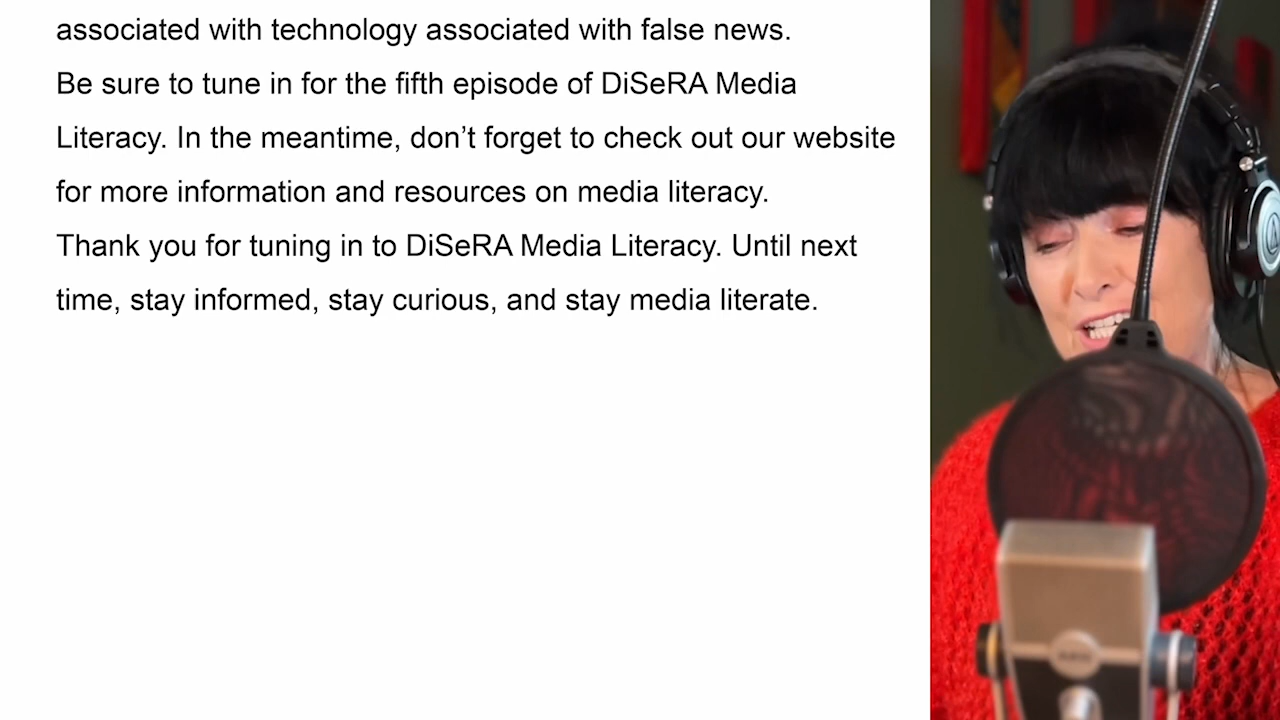 associated with technology associated with false news.
Be sure to tune in for the fifth episode of DiSeRA Media
Literacy. In the meantime, don’t forget to check out our website
for more information and resources on media literacy.
Thank you for tuning in to DiSeRA Media Literacy. Until next
time, stay informed, stay curious, and stay media literate.